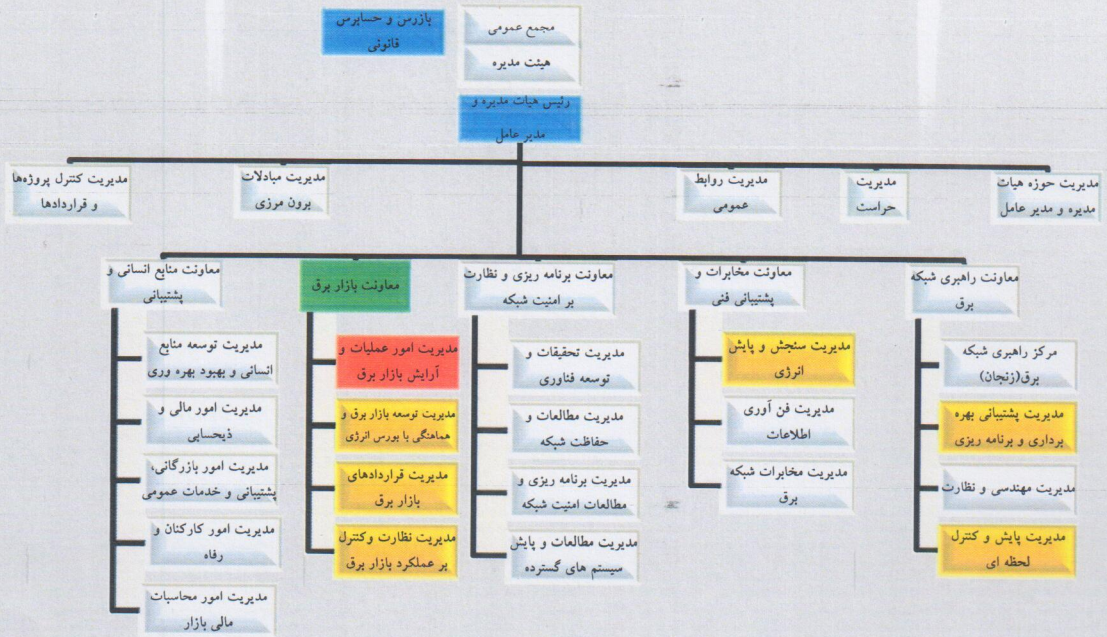 بازرس و حسابرس
قانونی
مجمع عمومی
هیئت مدیره
رئیس هیات مدیره و
مدیر عامل
مدیریت حوزه هیات
مدیره و مدیر عامل
مدیریت
حراست
مدیریت روابط
عمومی
مدیریت مبادلات
برون مرزی
مدیریت کنترل پروژه‌ها
و قراردادها
معاونت راهبری شبکه
برق
مرکز راهبری شبکه
برق(زنجان)
مدیریت پشتیبانی بهره
برداری و برنامه ریزی
مدیریت مهندسی و نظارت
مدیریت پایش و کنترل
لحظه ای
معاونت مخابرات و
پشتیبانی فنی
مدیریت سنجش و پایش
انرژی
مدیریت فن آوری
اطلاعات
مدیریت مخابرات شبکه
برق
معاونت برنامه ریزی و نظارت
بر امنیت شبکه
مدیریت تحقیقات و
توسعه فناوری
مدیریت مطالعات و
حفاظت شبکه
مدیریت برنامه ریزی و
مطالعات امنیت شبکه
مدیریت مطالعات و پایش
سیستم های گسترده
معاونت بازار برق
مدیریت امور عملیات و
آرایش بازار برق
مدیریت توسعه بازار برق و
هماهنگی با بورس انرژی
مدیریت قراردادهای
بازار برق
مدیریت نظارت وکنترل
بر عملکرد بازار برق
معاونت منابع انسانی و
پشتیبانی
مدیریت توسعه منابع
انسانی و بهبود بهره وری
مدیریت امور مالی و
ذیحسابی
مدیریت امور بازرگانی،
پشتیبانی و خدمات عمومی
مدیریت امور کارکنان و
رفاه
مدیریت امور محاسبات
مالی بازار